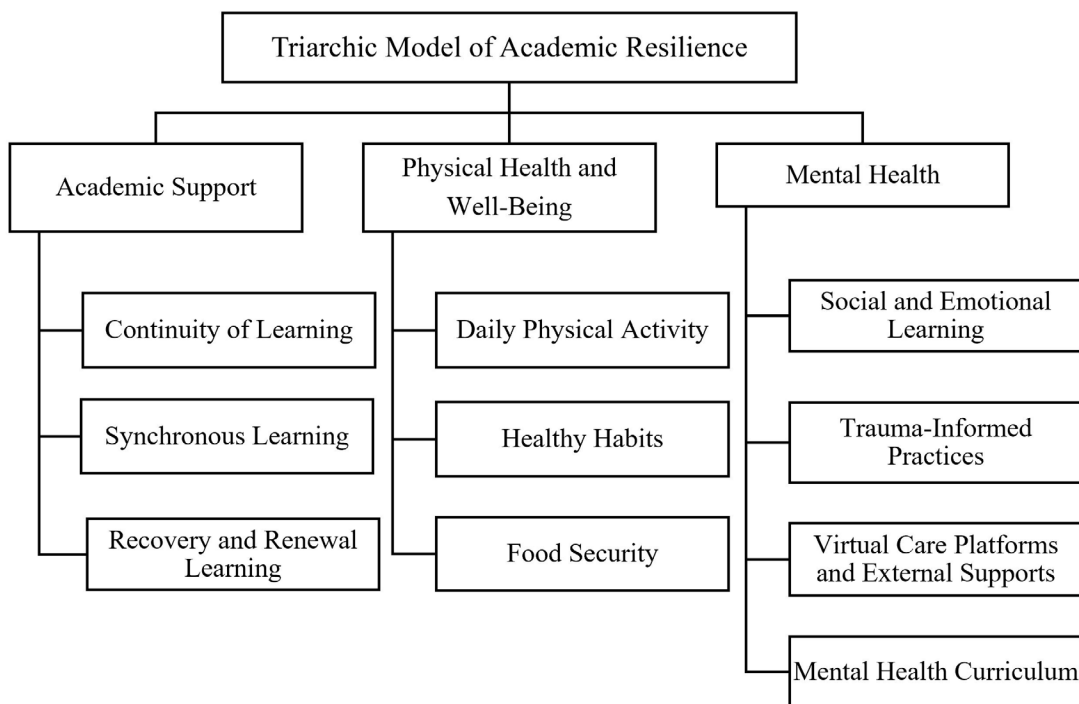 Triarchic Model of Academic Resilience
Academic Support
Physical Health and
Well-Being
Mental Health
Continuity of Learning
Synchronous Learning
Recovery and Renewal
Learning
Daily Physical Activity
Healthy Habits
Food Security
Social and Emotional
Learning
Trauma-Informed
Practices
Virtual Care Platforms
and External Supports
Mental Health Curriculum